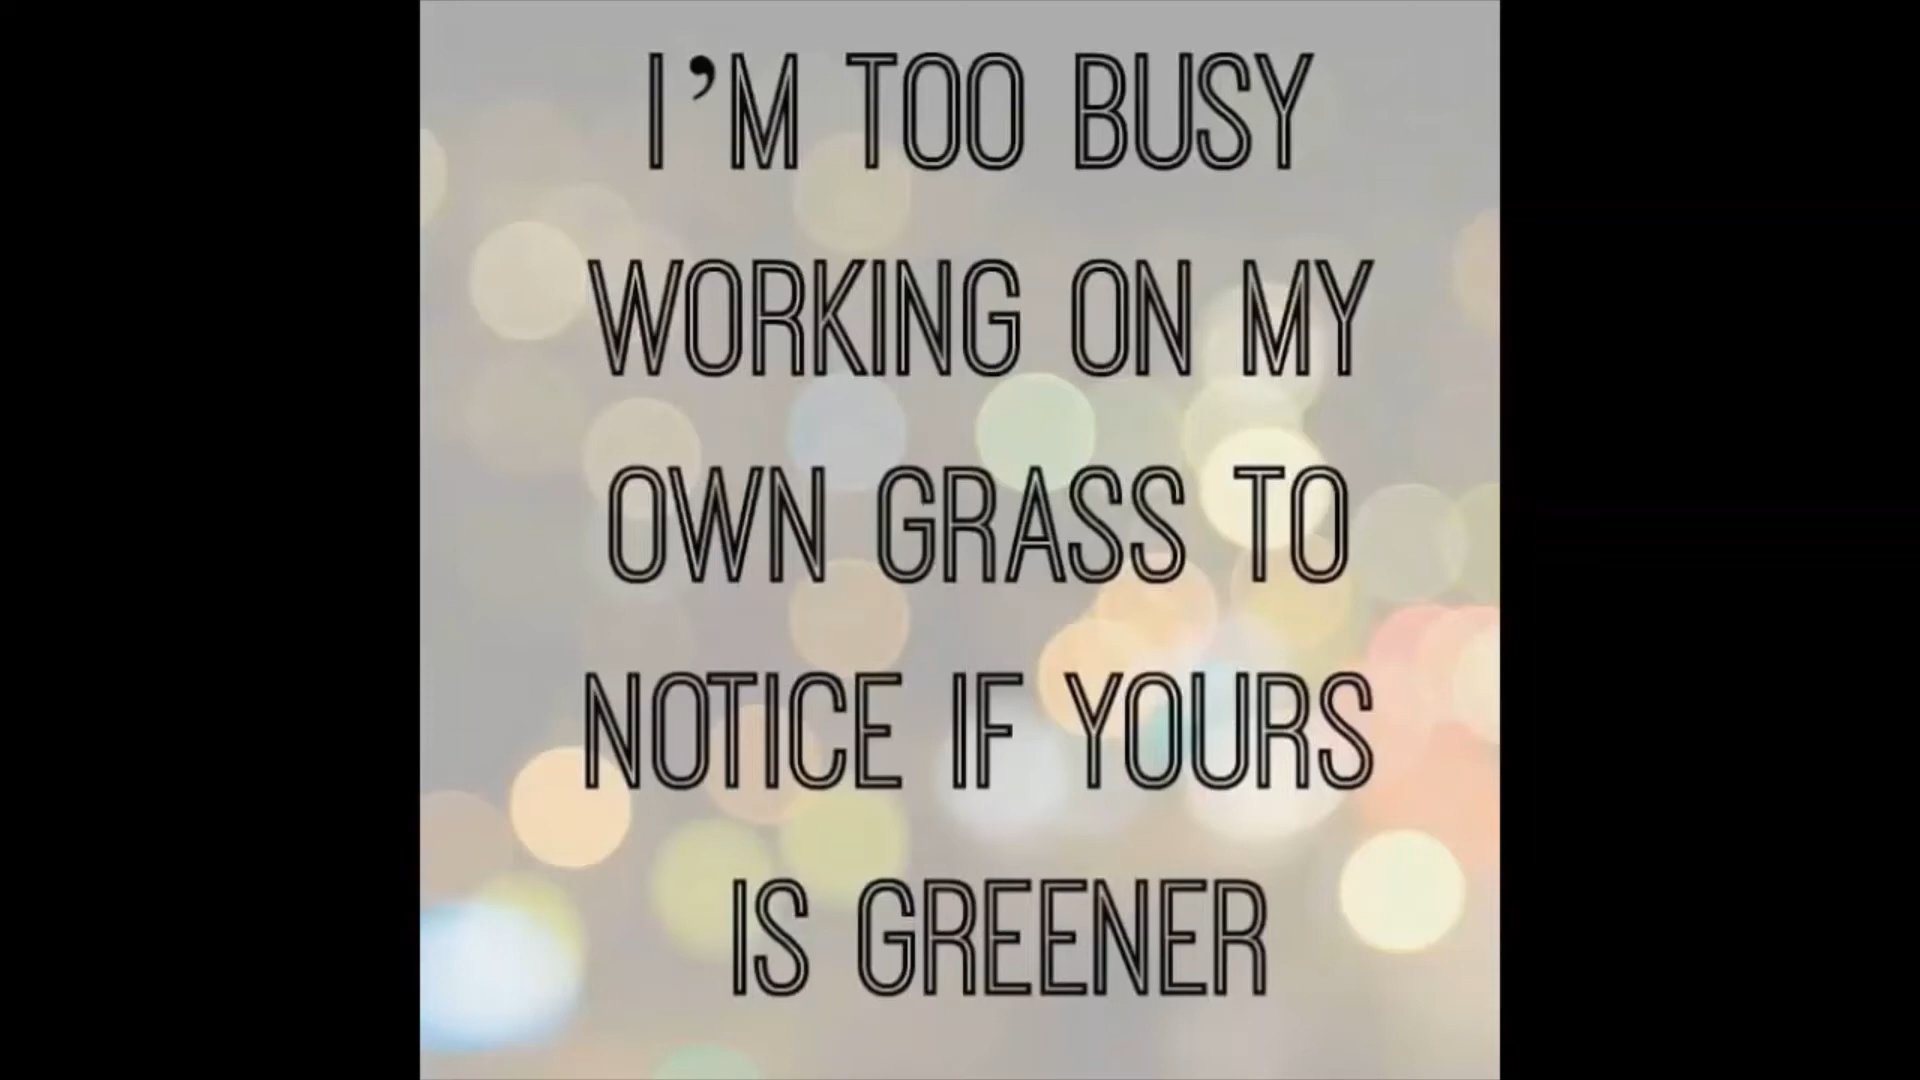 I'M TOO BUSY
WORKING ON MY
OWN GRASS TO
NOTICE IF YOURS
IS GREENER